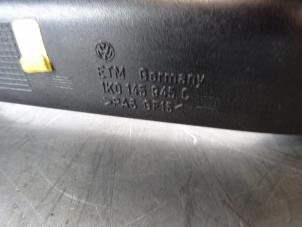 ETM Germany
1K0 145 945 C
>PA6 GF15<